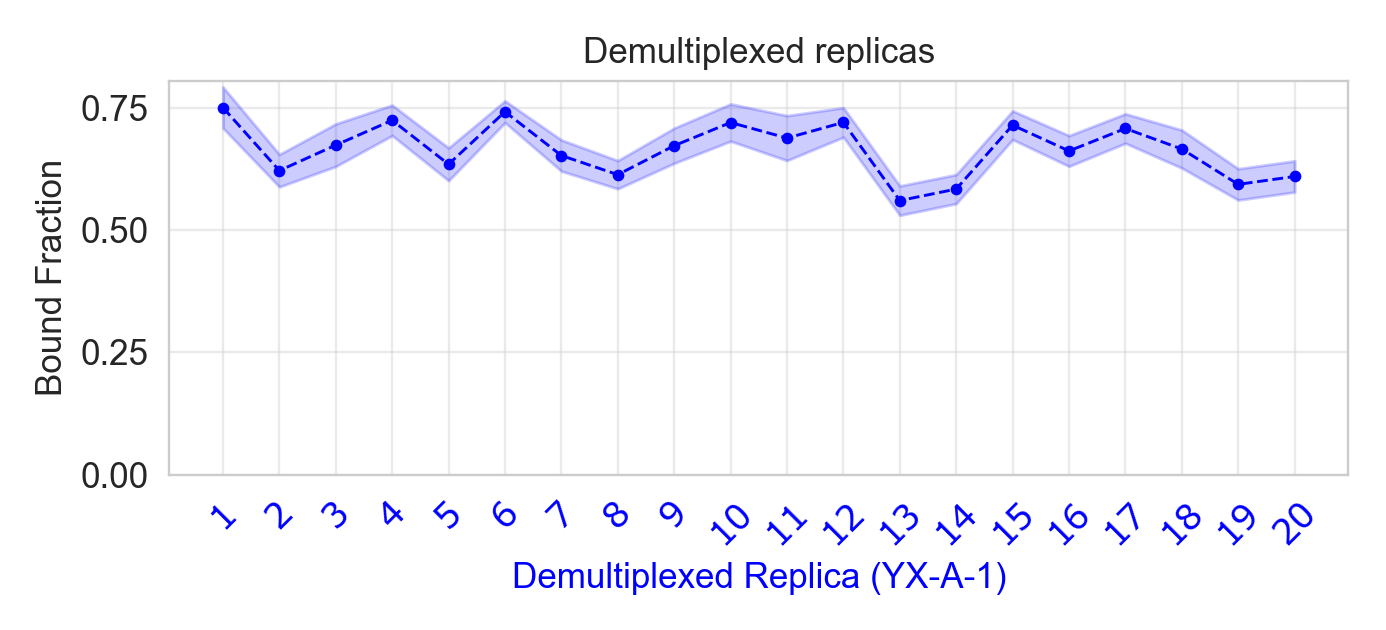 Demultiplexed replicas
0.75
0.50
0.25
0.00
Bound Fraction
1 2 3 4 5 6 7 8 9 10 11 12 13 14 15 16 17 18 19 20
Demultiplexed Replica (YX-A-1)